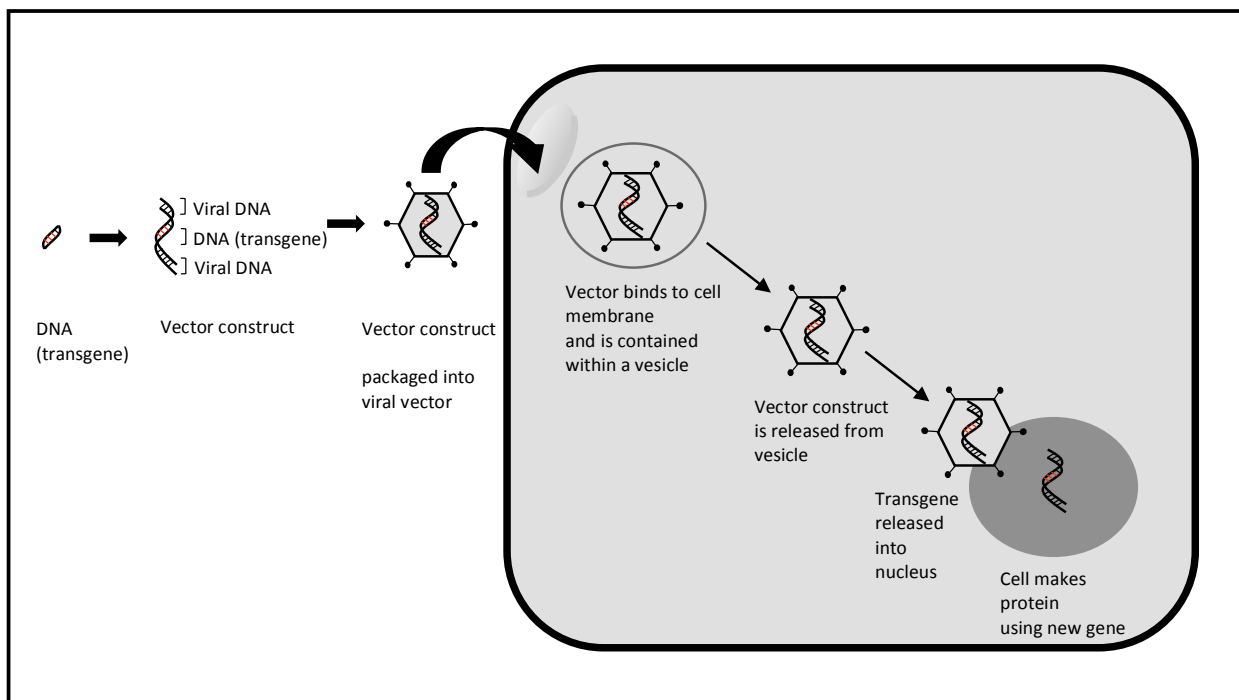 Viral DNA
DNA (transgene)
Viral DNA
DNA
(transgene)
Vector construct
Vector construct
packaged into
viral vector
Vector binds to cell
membrane
and is contained
within a vesicle
Vector construct
is released from
vesicle
Transgene
released
into
nucleus
Cell makes
protein
using new gene